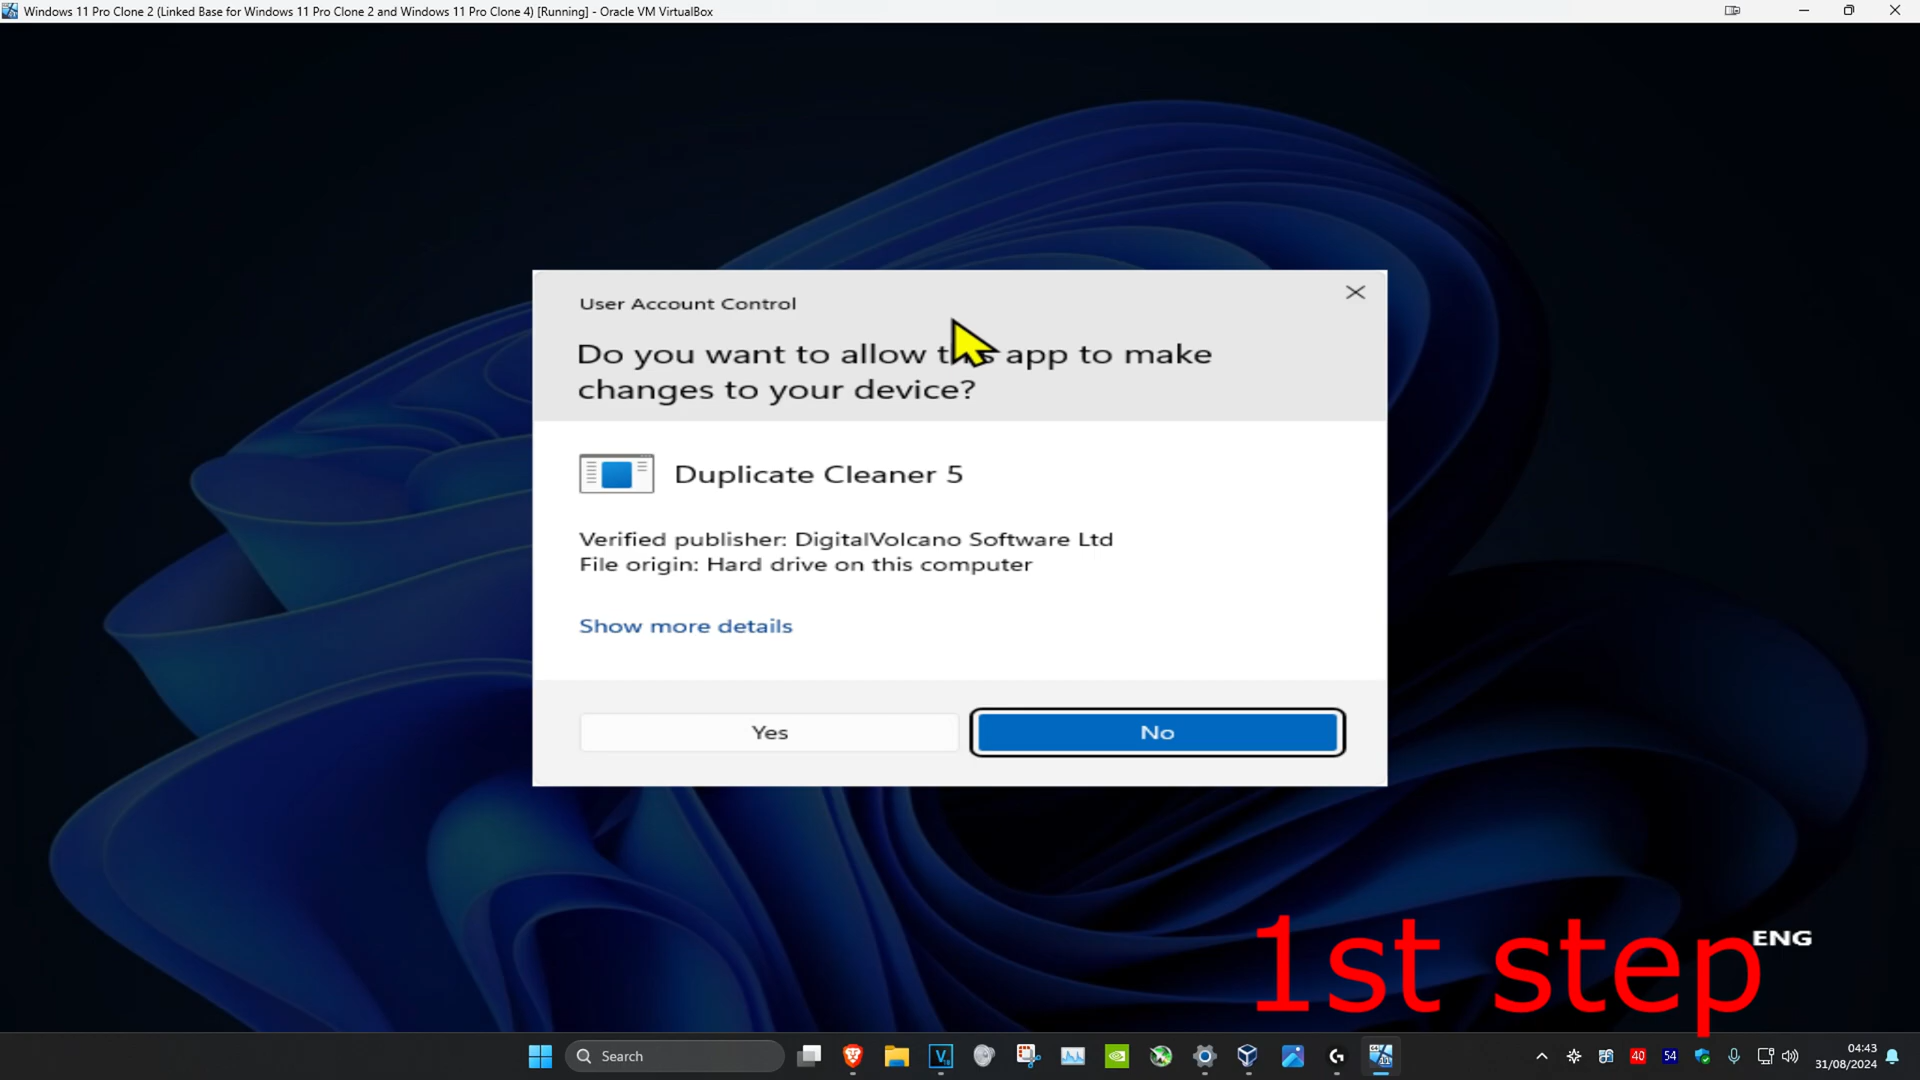 Windows 11 Pro Clone 2 (Linked Base for Windows 11 Pro Clone 2 and Windows 11 Pro Clone 4) [Running] - Oracle VM VirtualBox
User Account Control
Do you want to allow this app to make
changes to your device?
Duplicate Cleaner 5
Verified publisher: DigitalVolcano Software Ltd
File origin: Hard drive on this computer
Show more details
Yes
No
1st step
ENG
Search
40
54
04:43
31/08/2024